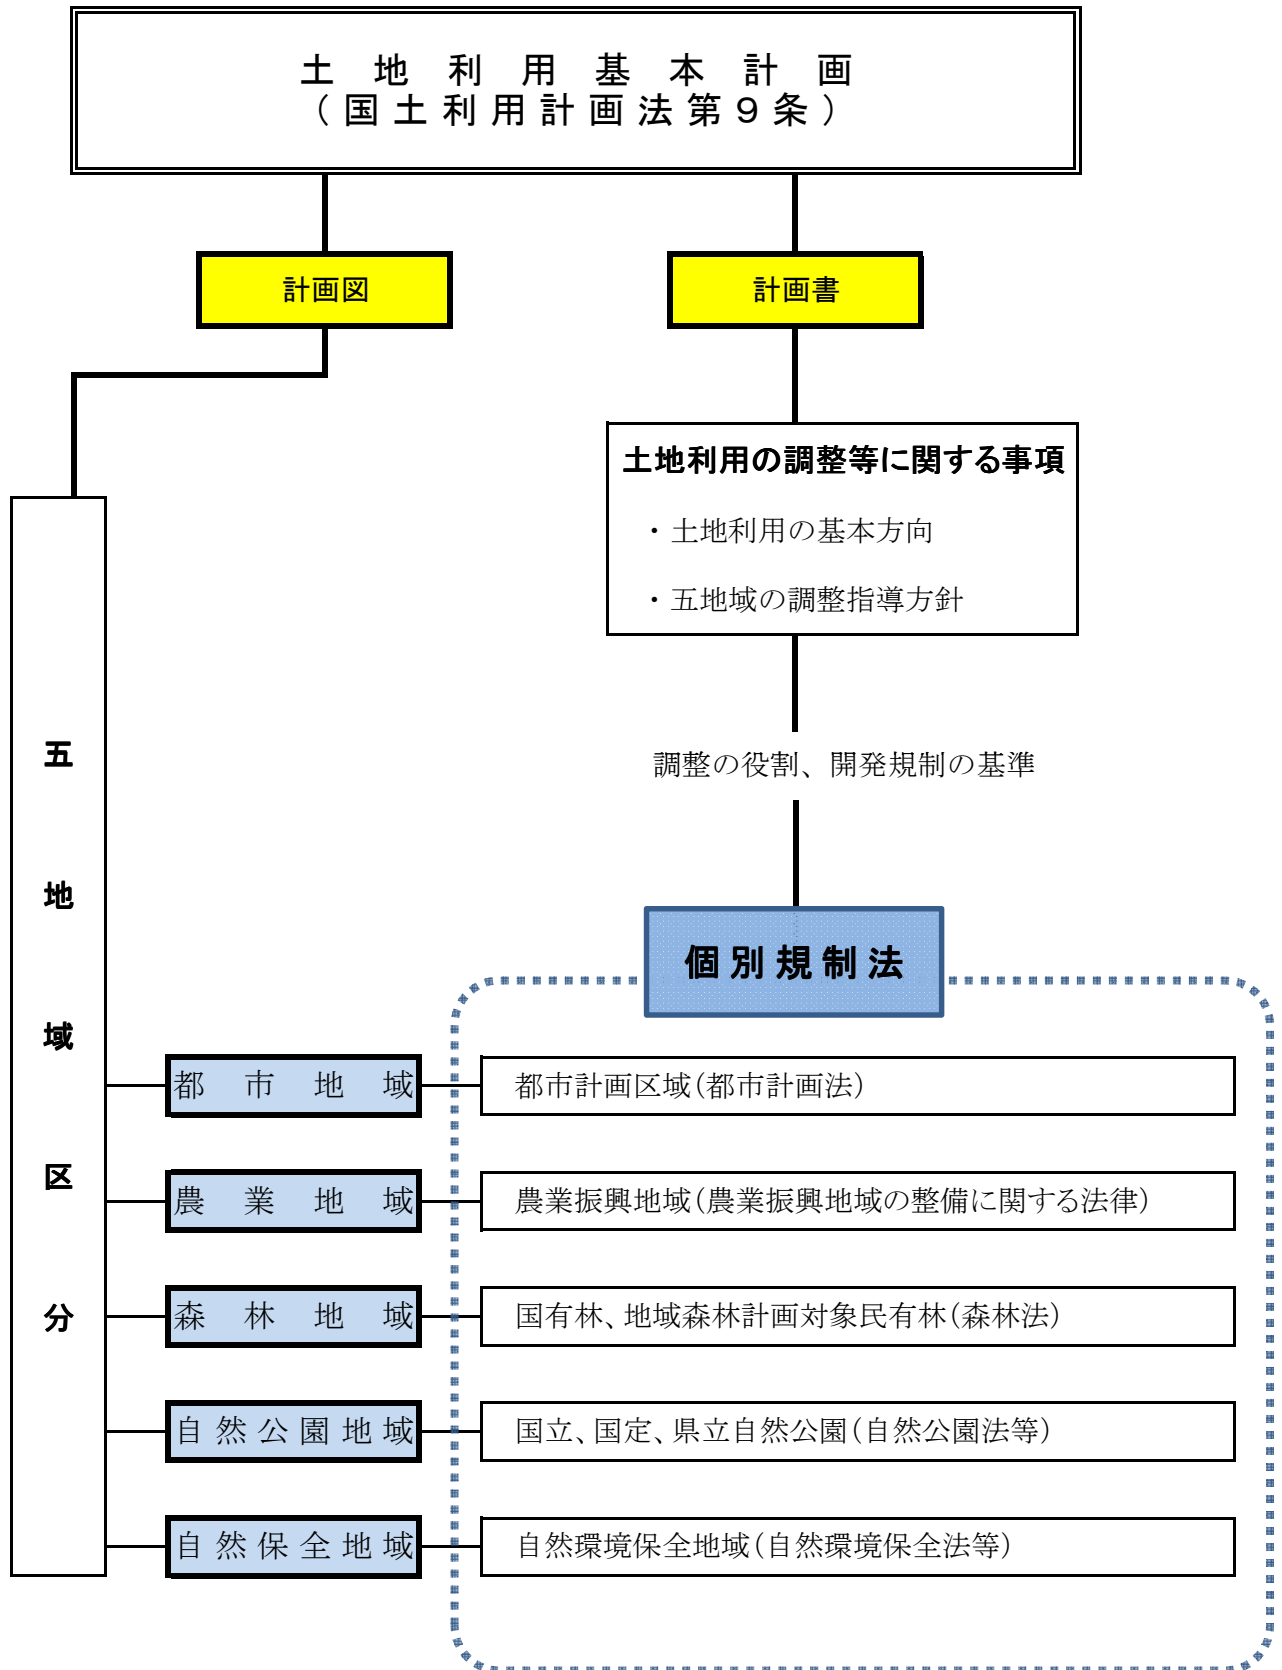 土地利用基本計画
（国土利用計画法第９条）
計画図
計画書
土地利用の調整等に関する事項
・土地利用の基本方向
・五地域の調整指導方針
調整の役割、開発規制の基準
個別規制法
五地域区分
都市地域
都市計画区域(都市計画法)
農業地域
農業振興地域(農業振興地域の整備に関する法律)
森林地域
国有林、地域森林計画対象民有林(森林法)
自然公園地域
国立、国定、県立自然公園(自然公園法等)
自然保全地域
自然環境保全地域(自然環境保全法等)